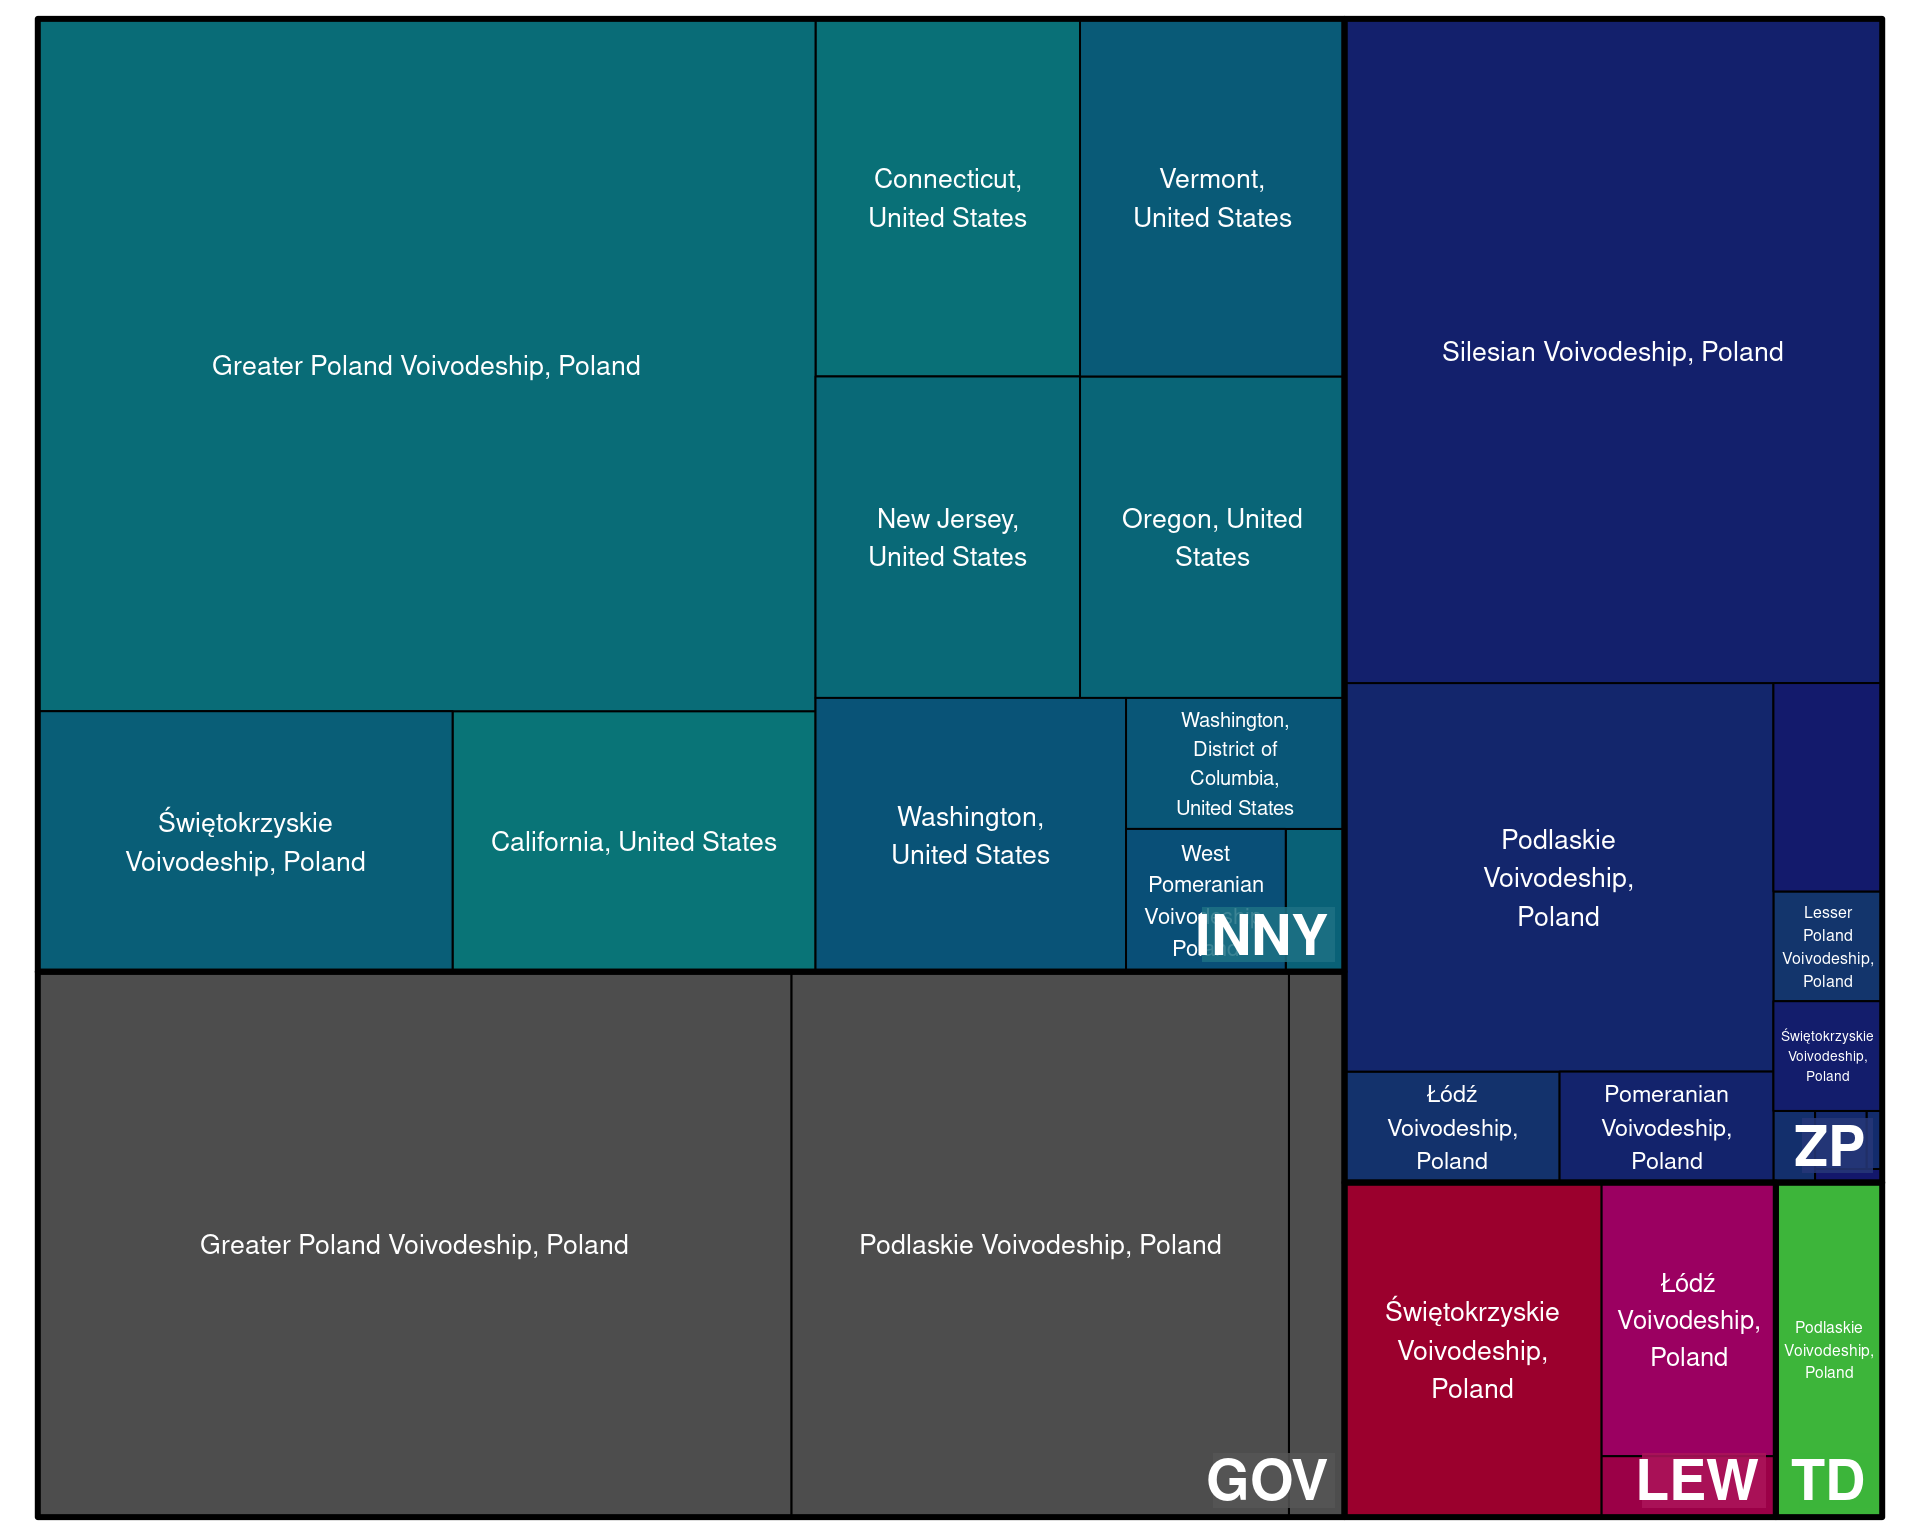 Greater Poland Voivodeship, Poland
Connecticut,
United States
Vermont,
United States
New Jersey,
United States
Oregon, United
States
Świętokrzyskie
Voivodeship, Poland
California, United States
Washington,
United States
Washington,
District of
Columbia,
United States
West
Pomeranian
INNY
Greater Poland Voivodeship, Poland
Podlaskie Voivodeship, Poland
GOV
Silesian Voivodeship, Poland
Podlaskie
Voivodeship,
Poland
Lesser
Poland
Voivodeship,
Poland
Świętokrzyskie
Voivodeship,
Poland
Łódź
Voivodeship,
Poland
Pomeranian
Voivodeship,
Poland
ZP
Świętokrzyskie
Voivodeship,
Poland
Łódź
Voivodeship,
Poland
LEW
Podlaskie
Voivodeship,
Poland
TD